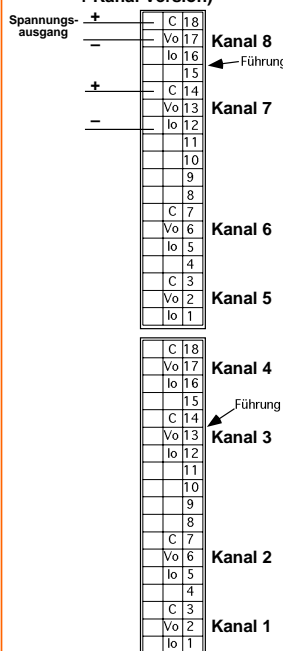 4 Kanal-Version)
Spannungs-
ausgang
+
–
+
–
C 18
Vo 17
Io 16
15
C 14
Vo 13
Io 12
11
10
9
8
C 7
Vo 6
Io 5
4
C 3
Vo 2
Io 1
Kanal 8
Führung
Kanal 7
Kanal 6
Kanal 5
C 18
Vo 17
Io 16
15
C 14
Vo 13
Io 12
11
10
9
8
C 7
Vo 6
Io 5
4
C 3
Vo 2
Io 1
Kanal 4
Führung
Kanal 3
Kanal 2
Kanal 1